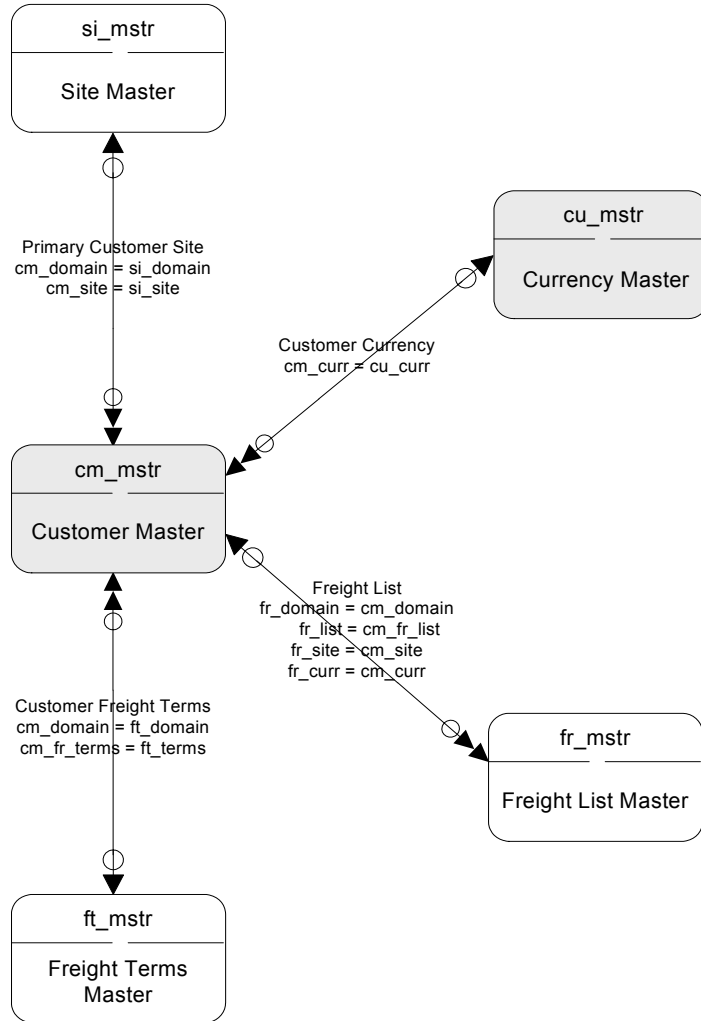 si_mstr
Site Master
Primary Customer Site
cm_domain = si_domain
cm_site = si_site
cu_mstr
Currency Master
Customer Currency
cm_curr = cu_curr
cm_mstr
Customer Master
Freight List
fr_domain = cm_domain
fr_list = cm_fr_list
fr_site = cm_site
fr_curr = cm_curr
Customer Freight Terms
cm_domain = ft_domain
cm_fr_terms = ft_terms
fr_mstr
Freight List Master
ft_mstr
Freight Terms
Master